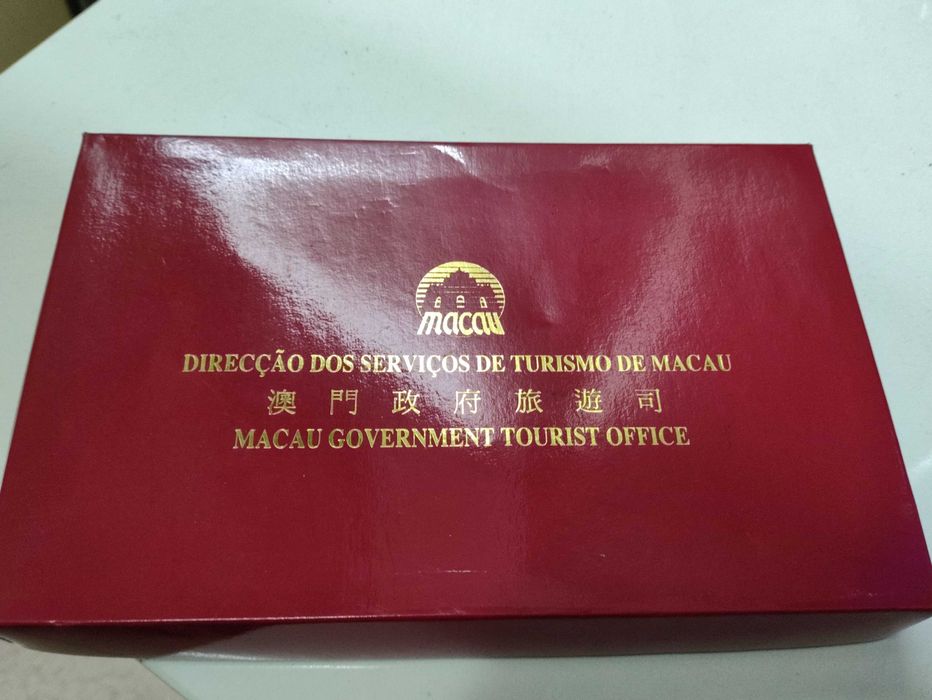 macau
DIRECÇÃO DOS SERVIÇOS DE TURISMO DE MACAU
澳門政府旅遊司
MACAU GOVERNMENT TOURIST OFFICE